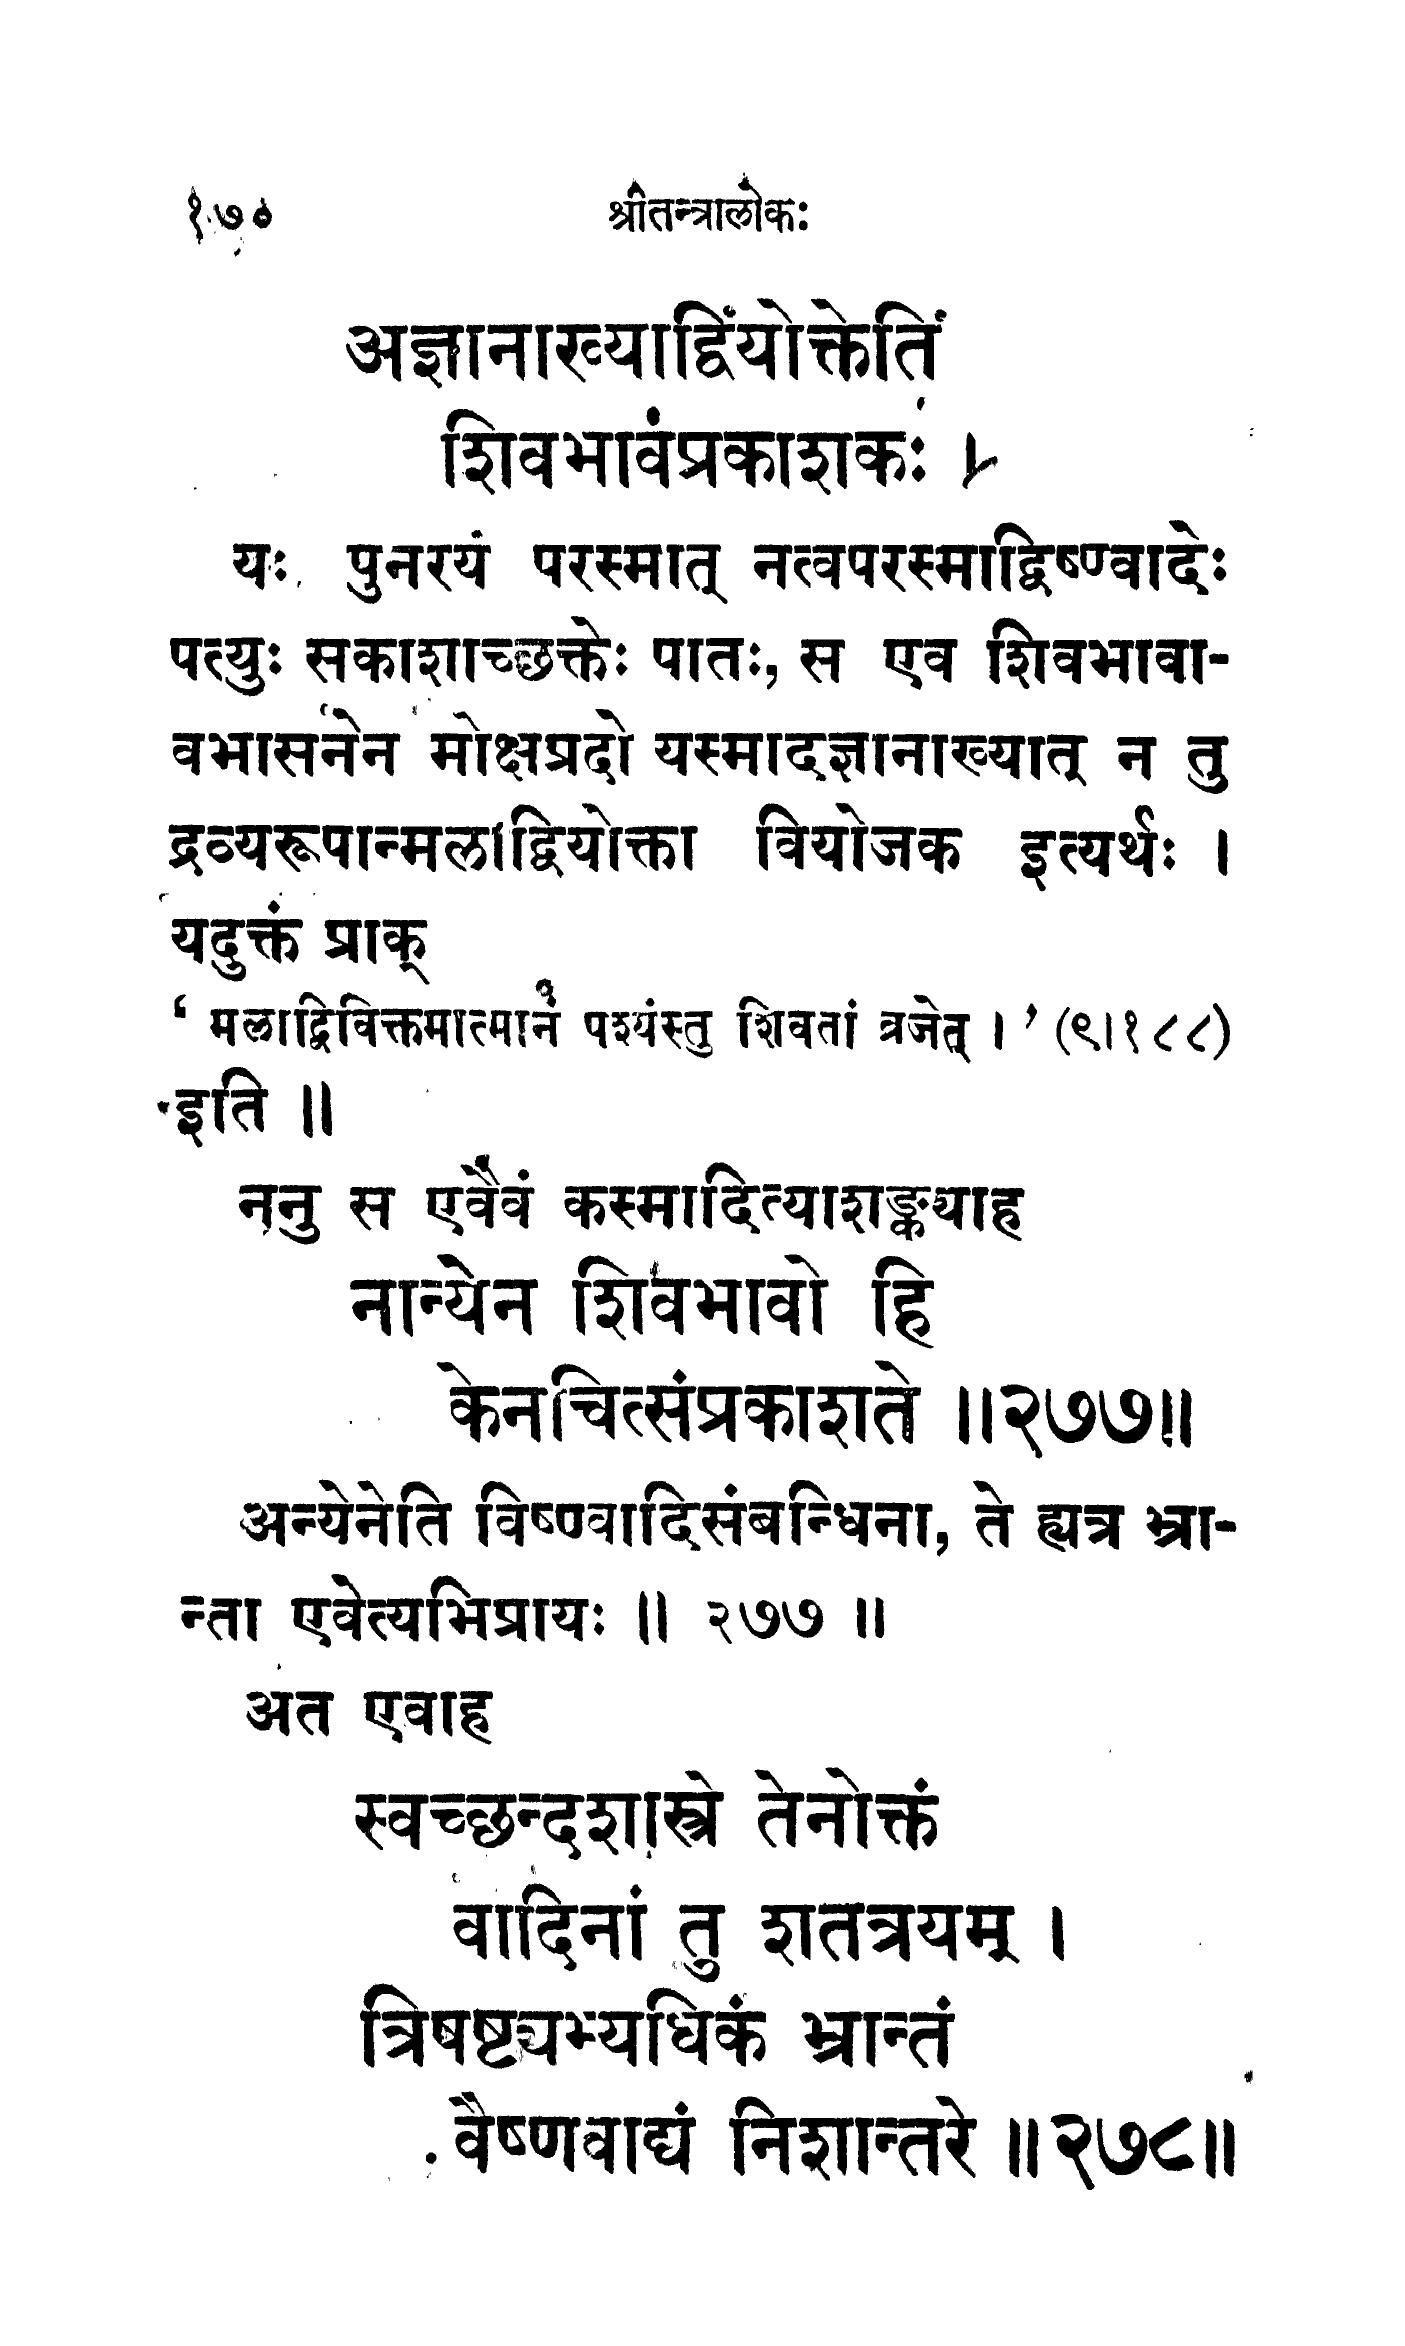 १७० श्रीतन्त्रालोकः
अज्ञानाख्याद्वियोक्तेति
शिवभावप्रकाशकः ।
यः पुनरयं परस्मात् नत्वपरस्माद्विष्ण्वादेः
पत्युः सकाशाच्छक्तेः पातः, स एव शिवभावा-
वभासनेन मोक्षप्रदो यस्मादज्ञानाख्यात् न तु
द्रव्यरूपान्मलाद्वियोक्ता वियोजक इत्यर्थः ।
यदुक्तं प्राक्
‘ मलाद्विविक्तमात्मानं पश्यंस्तु शिवतां व्रजेत् । ’ (९।१८८)
इति ॥
ननु स एवैवं कस्मादित्याशङ्क्याह
नान्येन शिवभावो हि
केनचित्संप्रकाशते ॥२७७॥
अन्येनेति विष्ण्वादिसंबन्धिना, ते ह्यत्र भ्रा-
न्ता एवेत्यभिप्रायः ॥ २७७ ॥
अत एवाह
स्वच्छन्दशास्त्रे तेनोक्तं
वादिनां तु शतत्रयम् ।
त्रिषष्ट्यभ्यधिकं भ्रान्तं
वैष्णवाद्यं निशान्तरे ॥२७८॥